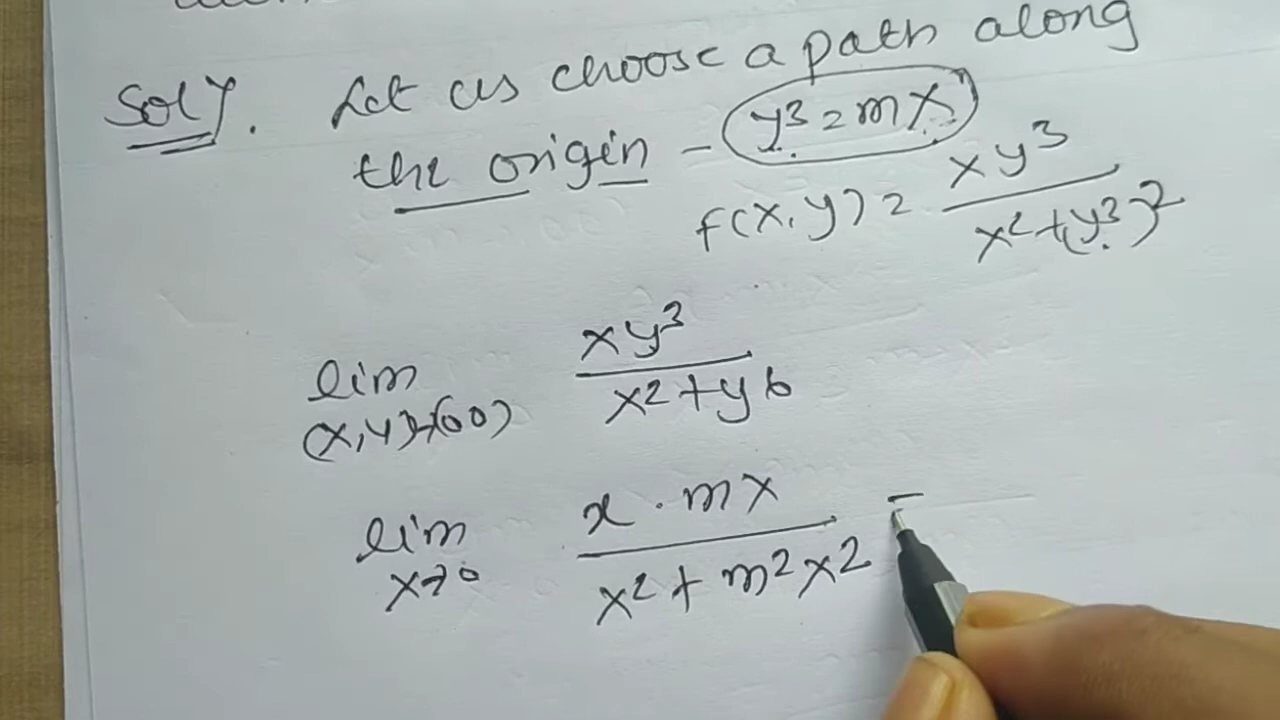 Solⁿ. Let us choose a path along
the origin - y³ = mx
f(x,y) = xy³ / x² + (y³)²
lim (x,y)→(0 0) xy³ / x² + y6
lim x→0 x . mx / x² + m²x² =